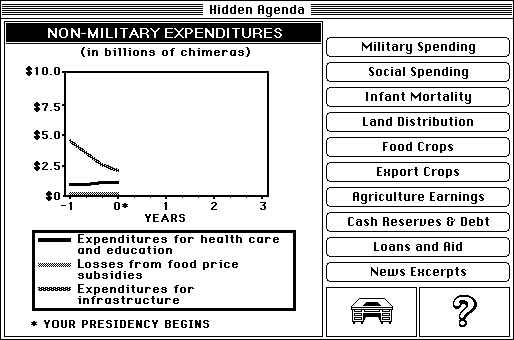 Hidden Agenda
NON-MILITARY EXPENDITURES
(in billions of chimeras)
$10.0
$7.5
$5.0
$2.5
$0
-1 0* 1 2 3
YEARS
Expenditures for health care
and education
Losses from food price
subsidies
Expenditures for
infrastructure
* YOUR PRESIDENCY BEGINS
Military Spending
Social Spending
Infant Mortality
Land Distribution
Food Crops
Export Crops
Agriculture Earnings
Cash Reserves & Debt
Loans and Aid
News Excerpts
?